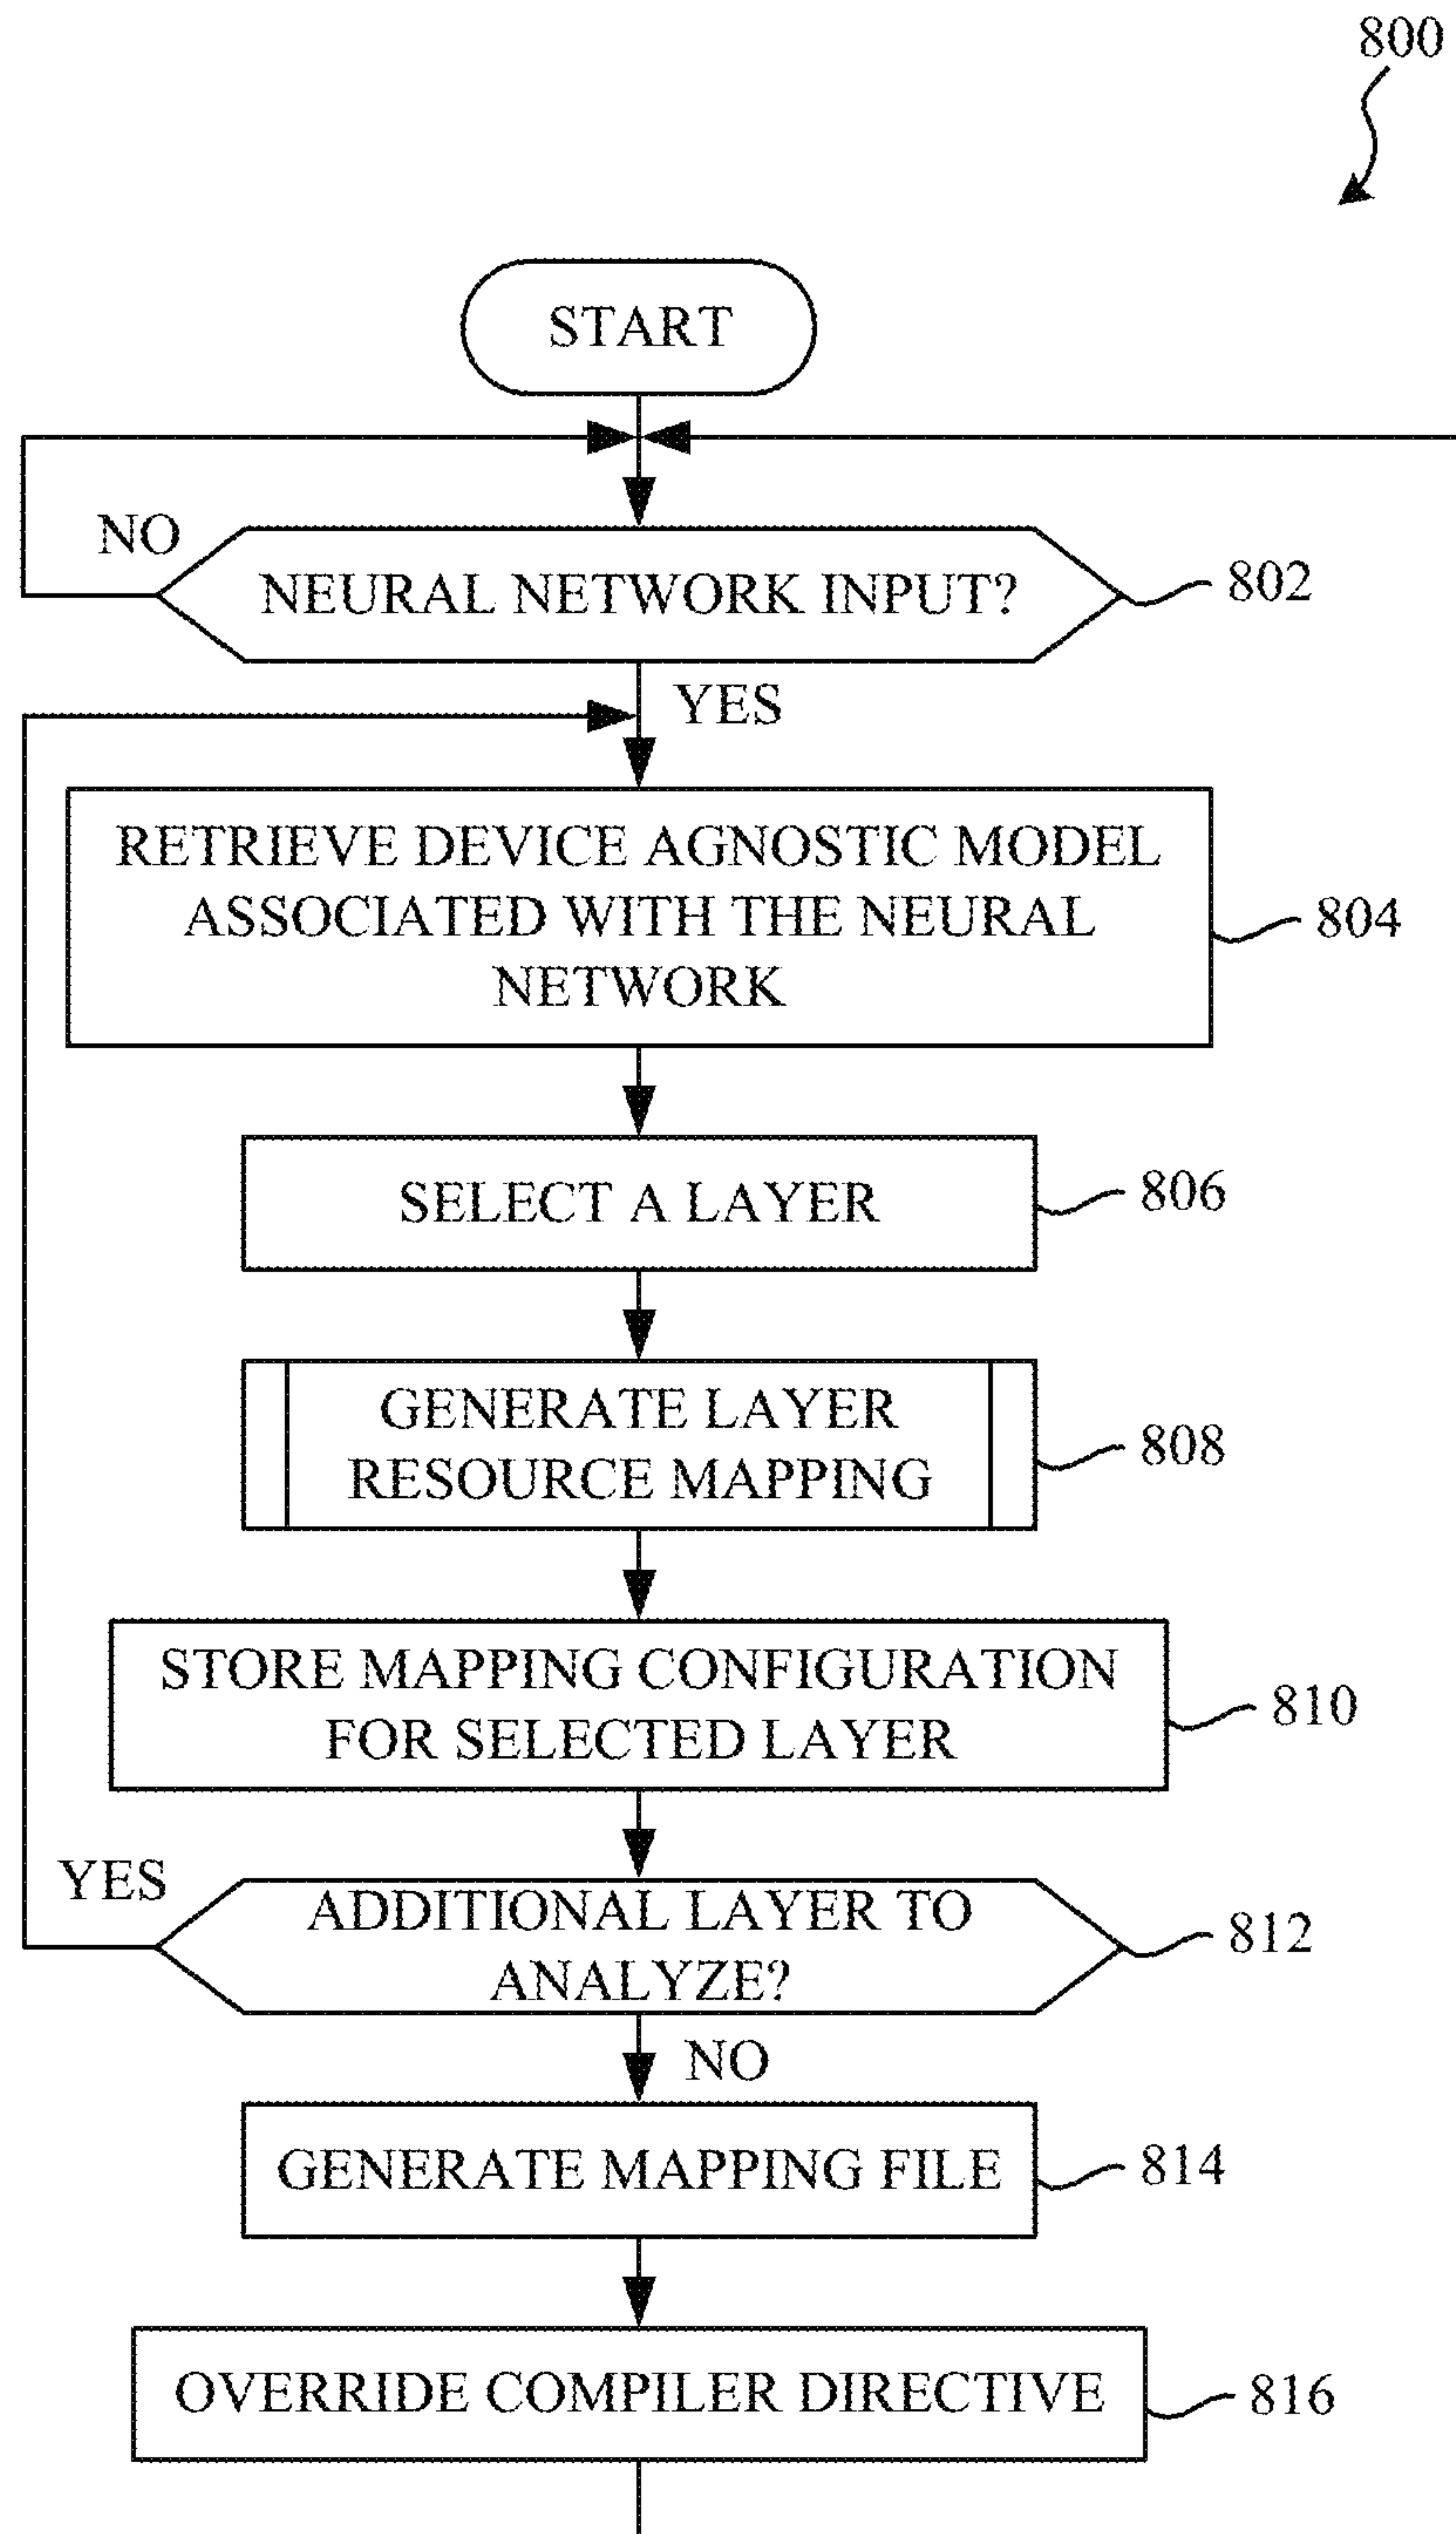 800
START
NO
NEURAL NETWORK INPUT?
802
YES
RETRIEVE DEVICE AGNOSTIC MODEL
ASSOCIATED WITH THE NEURAL
NETWORK
804
SELECT A LAYER
806
GENERATE LAYER
RESOURCE MAPPING
808
STORE MAPPING CONFIGURATION
FOR SELECTED LAYER
810
YES
ADDITIONAL LAYER TO
ANALYZE?
812
NO
GENERATE MAPPING FILE
814
OVERRIDE COMPILER DIRECTIVE
816